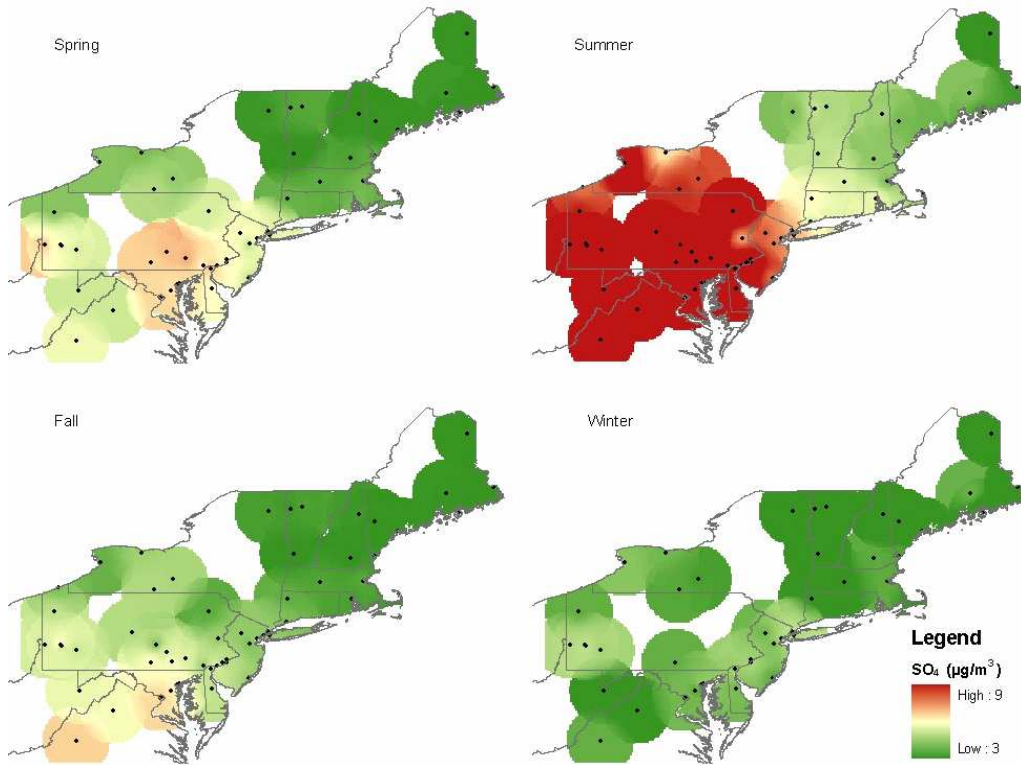 Spring
Summer
Fall
Winter
Legend
SO₄ (µg/m³)
High : 9
Low : 3